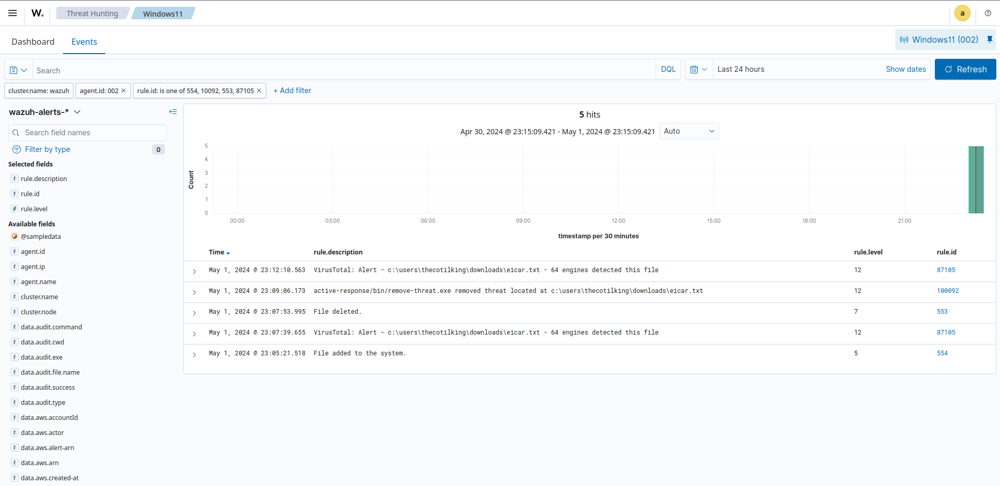 W.
Threat Hunting
Windows11
a
Dashboard
Events
Windows11 (002)
Search
DQL
Last 24 hours
Show dates
Refresh
cluster.name: wazuh
agent.id: 002 ×
rule.id: is one of 554, 10092, 553, 87105 ×
+ Add filter
wazuh-alerts-*
Search field names
Filter by type
0
Selected fields
t rule.description
t rule.id
# rule.level
Available fields
@sampledata
t agent.id
t agent.ip
t agent.name
t cluster.name
t cluster.node
t data.audit.command
t data.audit.cwd
t data.audit.exe
t data.audit.file.name
t data.audit.success
t data.audit.type
t data.aws.accountId
t data.aws.actor
t data.aws.alert-arn
t data.aws.arn
t data.aws.created-at
5 hits
Apr 30, 2024 @ 23:15:09.421 - May 1, 2024 @ 23:15:09.421
Auto
Count
5
4
3
2
1
0
00:00 03:00 06:00 09:00 12:00 15:00 18:00 21:00
timestamp per 30 minutes
Time rule.description rule.level rule.id
May 1, 2024 @ 23:12:10.563 VirusTotal: Alert - c:\users\thecotilking\downloads\eicar.txt - 64 engines detected this file 12 87105
May 1, 2024 @ 23:09:06.173 active-response/bin/remove-threat.exe removed threat located at c:\users\thecotilking\downloads\eicar.txt 12 100092
May 1, 2024 @ 23:07:53.995 File deleted. 7 553
May 1, 2024 @ 23:07:39.655 VirusTotal: Alert - c:\users\thecotilking\downloads\eicar.txt - 64 engines detected this file 12 87105
May 1, 2024 @ 23:05:21.518 File added to the system. 5 554